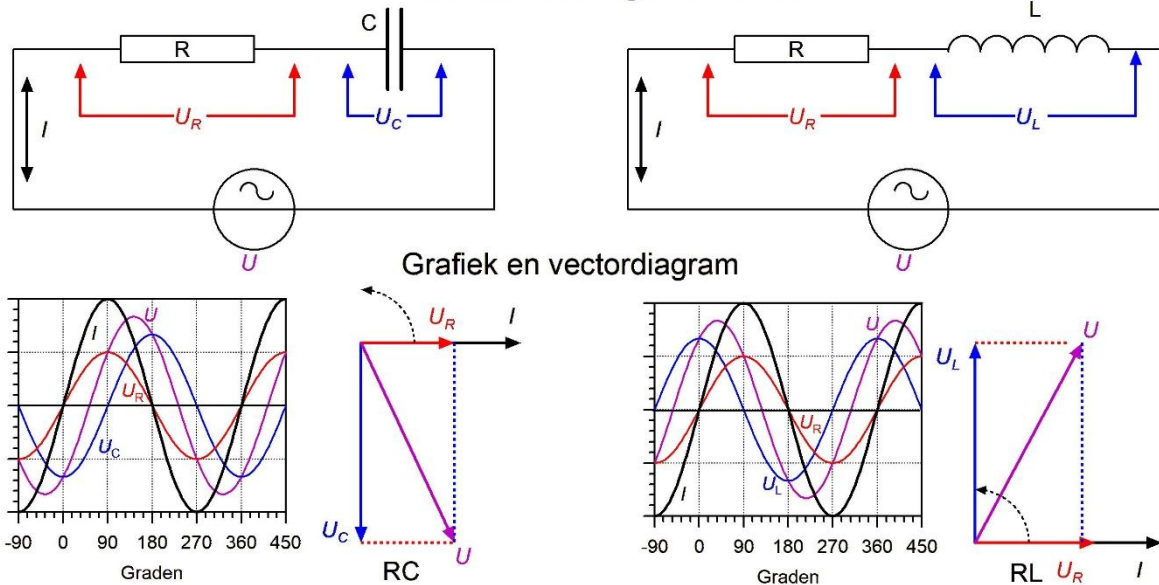 R
C
U_R
U_C
I
U
R
L
U_R
U_L
I
U
Grafiek en vectordiagram
I
U
U_R
U_C
-90 0 90 180 270 360 450
Graden
U_R
I
U_C
U
RC
U
U_R
U_L
I
-90 0 90 180 270 360 450
Graden
U_L
U
U_R
I
RL